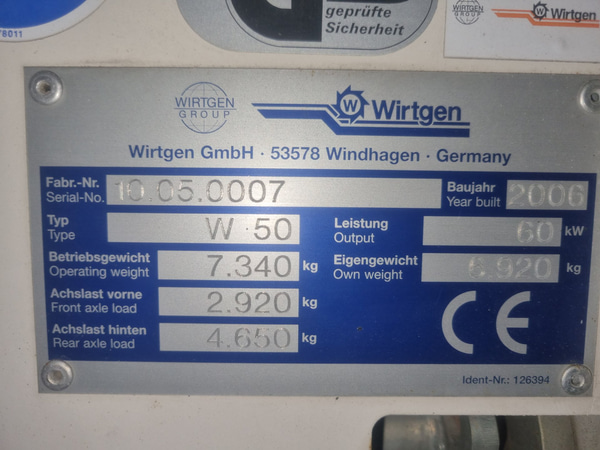 geprüfte
Sicherheit
78011
WIRTGEN
GROUP
Wirtgen
WIRTGEN
GROUP
W
Wirtgen
Wirtgen GmbH · 53578 Windhagen · Germany
Fabr.-Nr.
Serial-No.
10.05.0007
Baujahr
Year built
2006
Typ
Type
W 50
Leistung
Output
60 kW
Betriebsgewicht
Operating weight
7.340 kg
Eigengewicht
Own weight
6.920 kg
Achslast vorne
Front axle load
2.920 kg
Achslast hinten
Rear axle load
4.650 kg
CE
Ident-Nr.: 126394